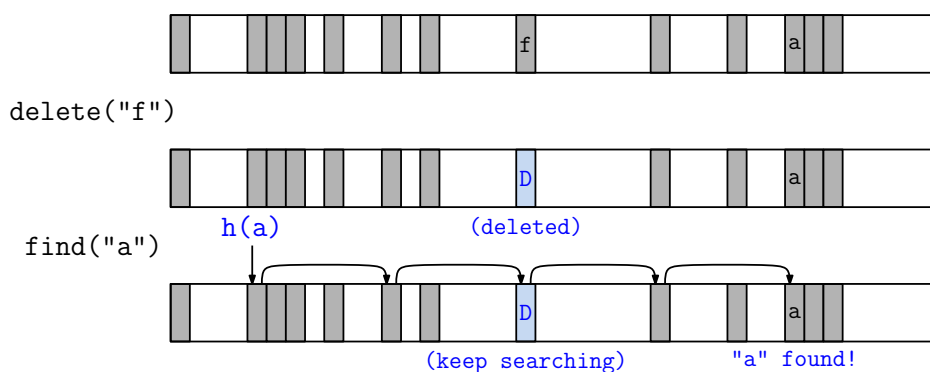 f a
delete("f")
D a
h(a) (deleted)
find("a")
D a
(keep searching) "a" found!